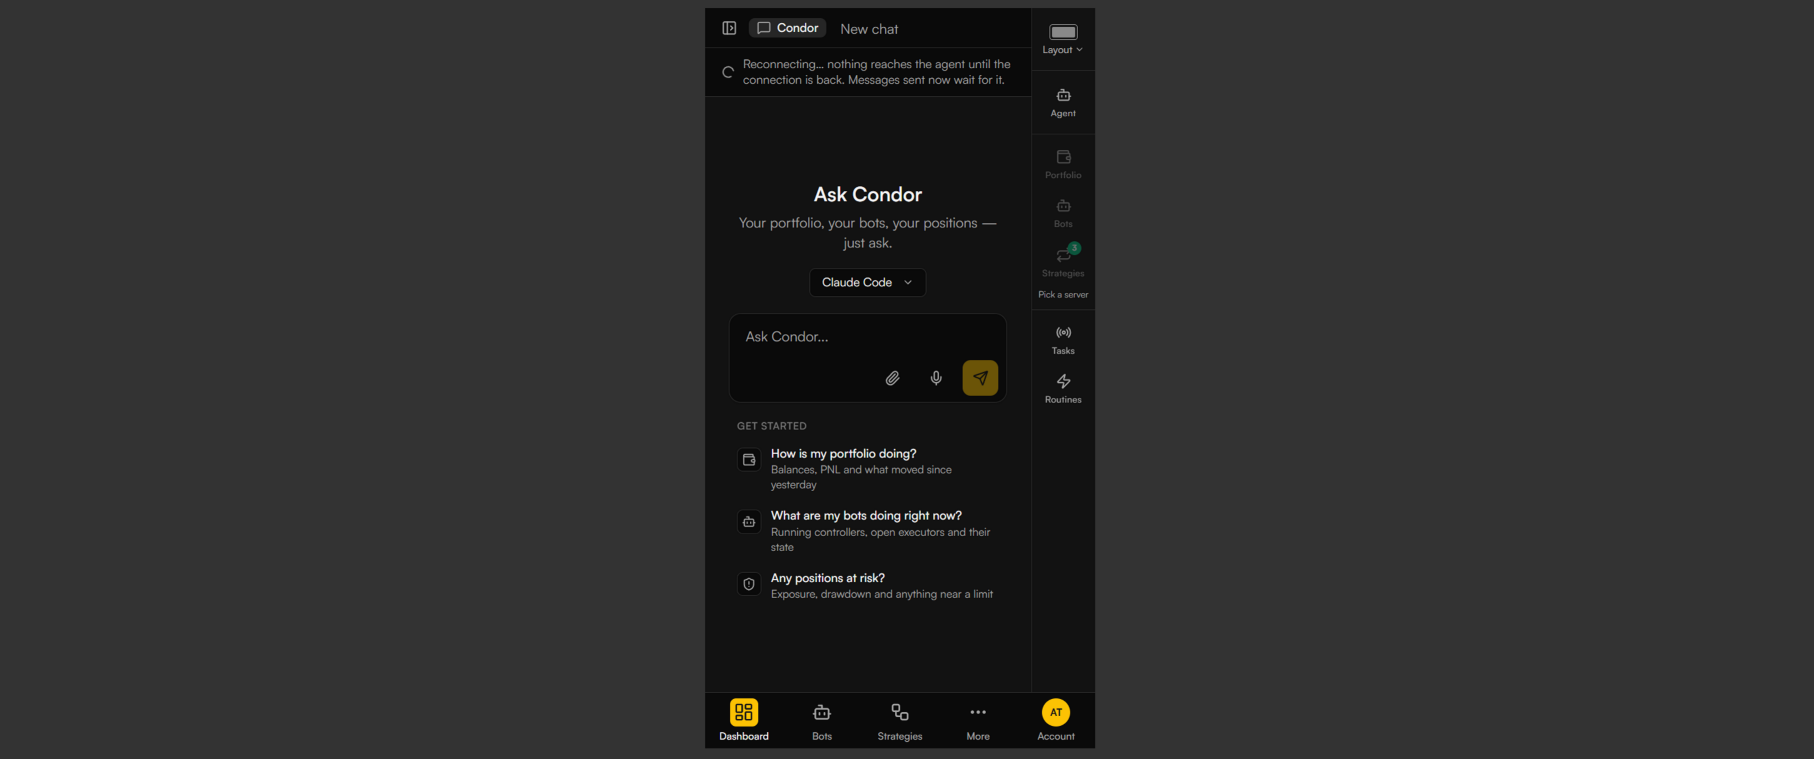 Condor
New chat
Layout
Reconnecting... nothing reaches the agent until the
connection is back. Messages sent now wait for it.
Agent
Portfolio
Bots
3
Strategies
Pick a server
Tasks
Routines
Ask Condor
Your portfolio, your bots, your positions —
just ask.
Claude Code
Ask Condor...
GET STARTED
How is my portfolio doing?
Balances, PNL and what moved since
yesterday
What are my bots doing right now?
Running controllers, open executors and their
state
Any positions at risk?
Exposure, drawdown and anything near a limit
Dashboard
Bots
Strategies
More
AT
Account